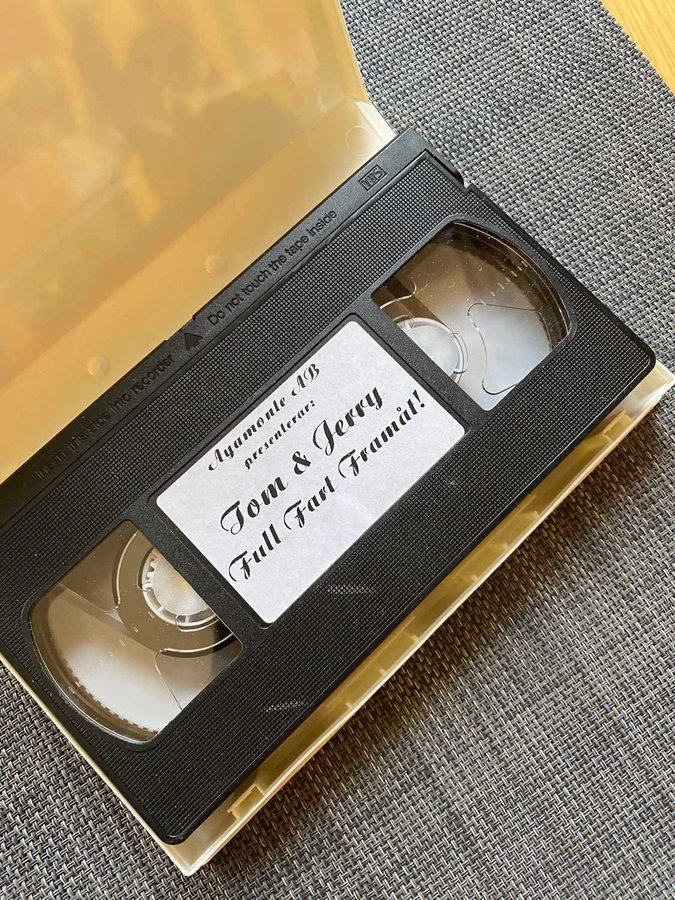 VHS
Insert this side into recorder
Do not touch the tape inside
Ayamonte AB
presenterar:
Tom & Jerry
Full Fart Framåt!